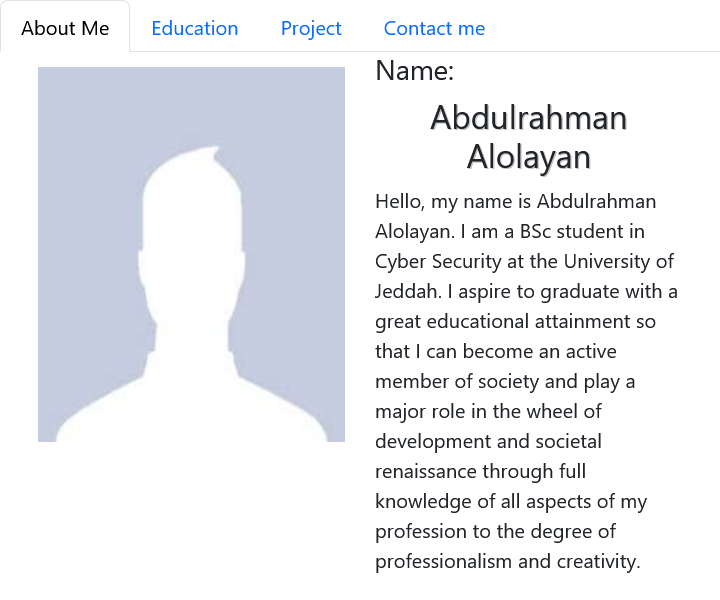 About Me Education Project Contact me
Name:
Abdulrahman
Alolayan
Hello, my name is Abdulrahman
Alolayan. I am a BSc student in
Cyber Security at the University of
Jeddah. I aspire to graduate with a
great educational attainment so
that I can become an active
member of society and play a
major role in the wheel of
development and societal
renaissance through full
knowledge of all aspects of my
profession to the degree of
professionalism and creativity.